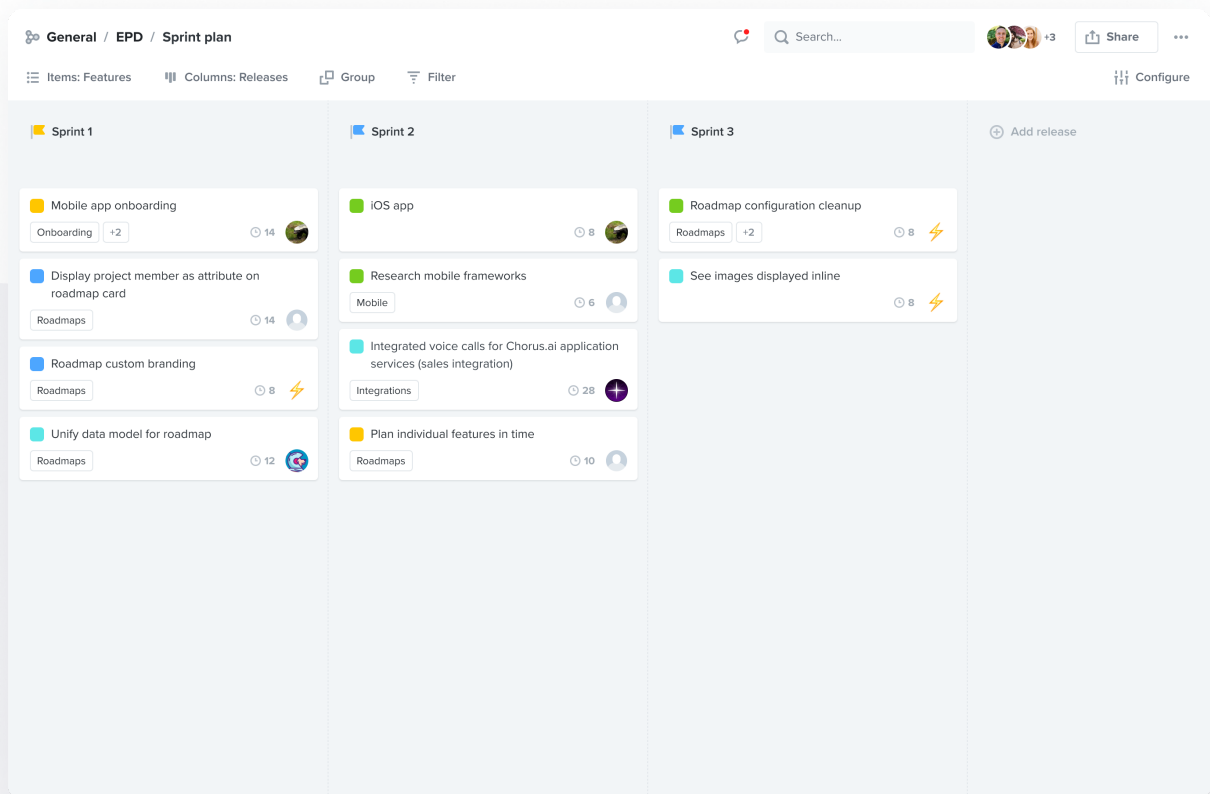 General / EPD / Sprint plan
Search...
+3
Share
Items: Features
Columns: Releases
Group
Filter
Configure
Sprint 1
Mobile app onboarding
Onboarding +2 14
Display project member as attribute on
roadmap card
Roadmaps 14
Roadmap custom branding
Roadmaps 8
Unify data model for roadmap
Roadmaps 12
Sprint 2
iOS app
8
Research mobile frameworks
Mobile 6
Integrated voice calls for Chorus.ai application
services (sales integration)
Integrations 28
Plan individual features in time
Roadmaps 10
Sprint 3
Roadmap configuration cleanup
Roadmaps +2 8
See images displayed inline
8
Add release